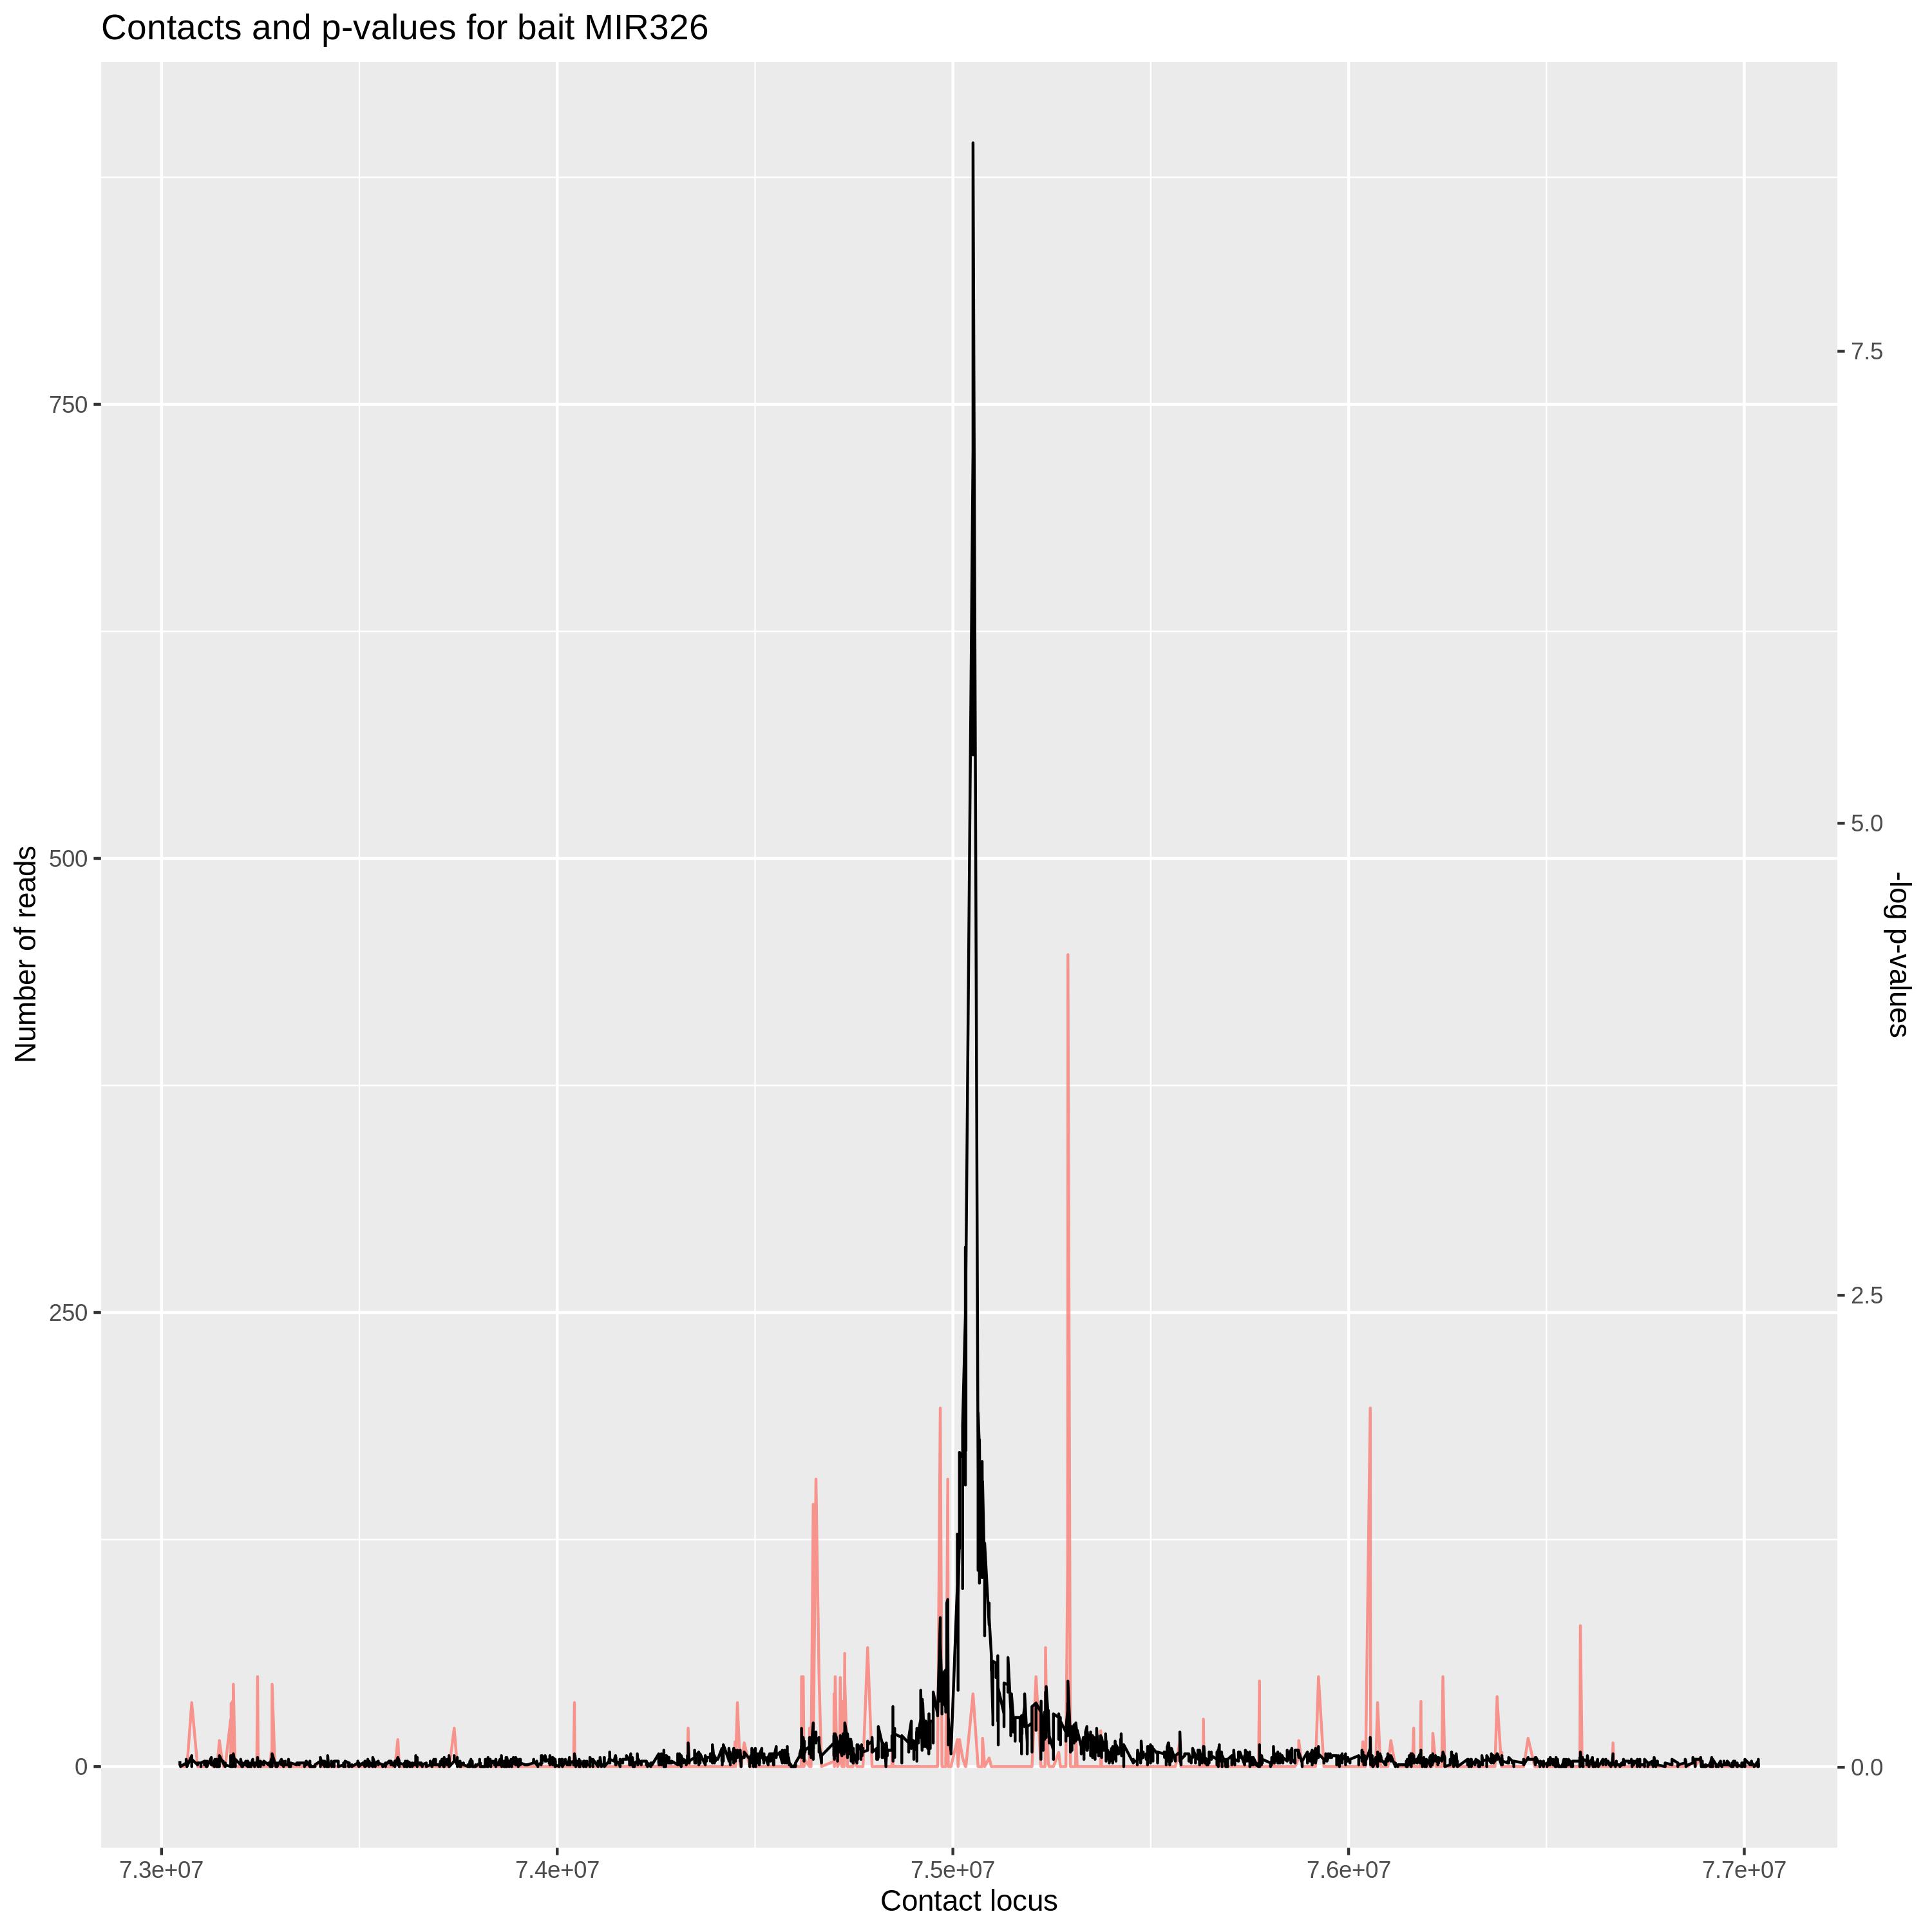 Contacts and p-values for bait MIR326
Number of reads
750
500
250
0
7.5
5.0
2.5
0.0
-log p-values
7.3e+07 7.4e+07 7.5e+07 7.6e+07 7.7e+07
Contact locus